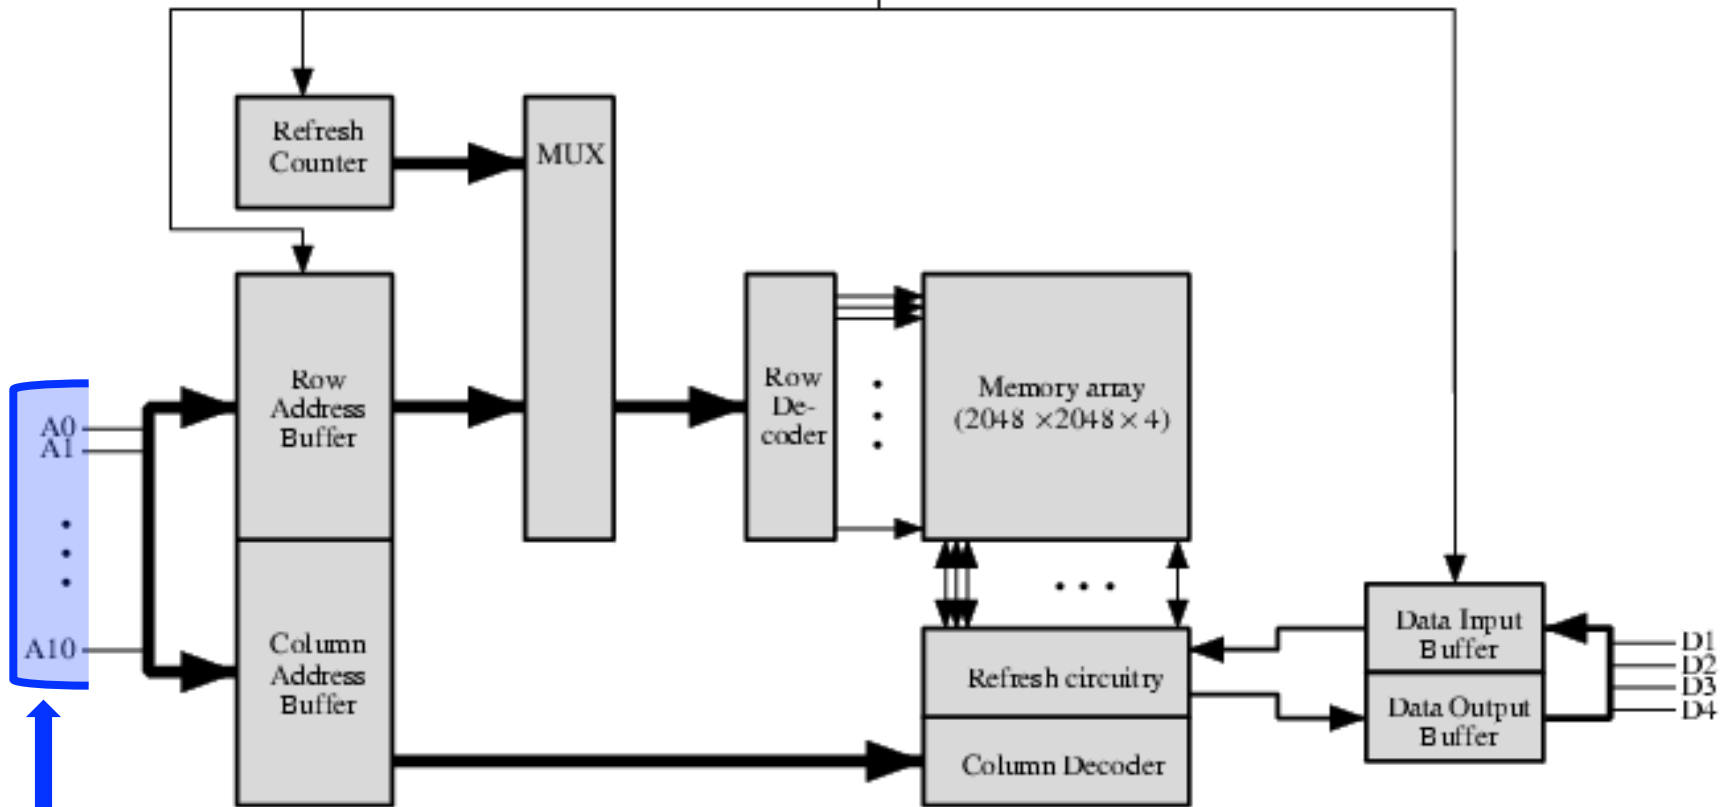 Refresh
Counter
MUX
Row
Address
Buffer
Row
De-
coder
Memory array
(2048 ×2048× 4)
A0
A1
A10
Column
Address
Buffer
Refresh circuitry
Column Decoder
Data Input
Buffer
Data Output
Buffer
D1
D2
D3
D4